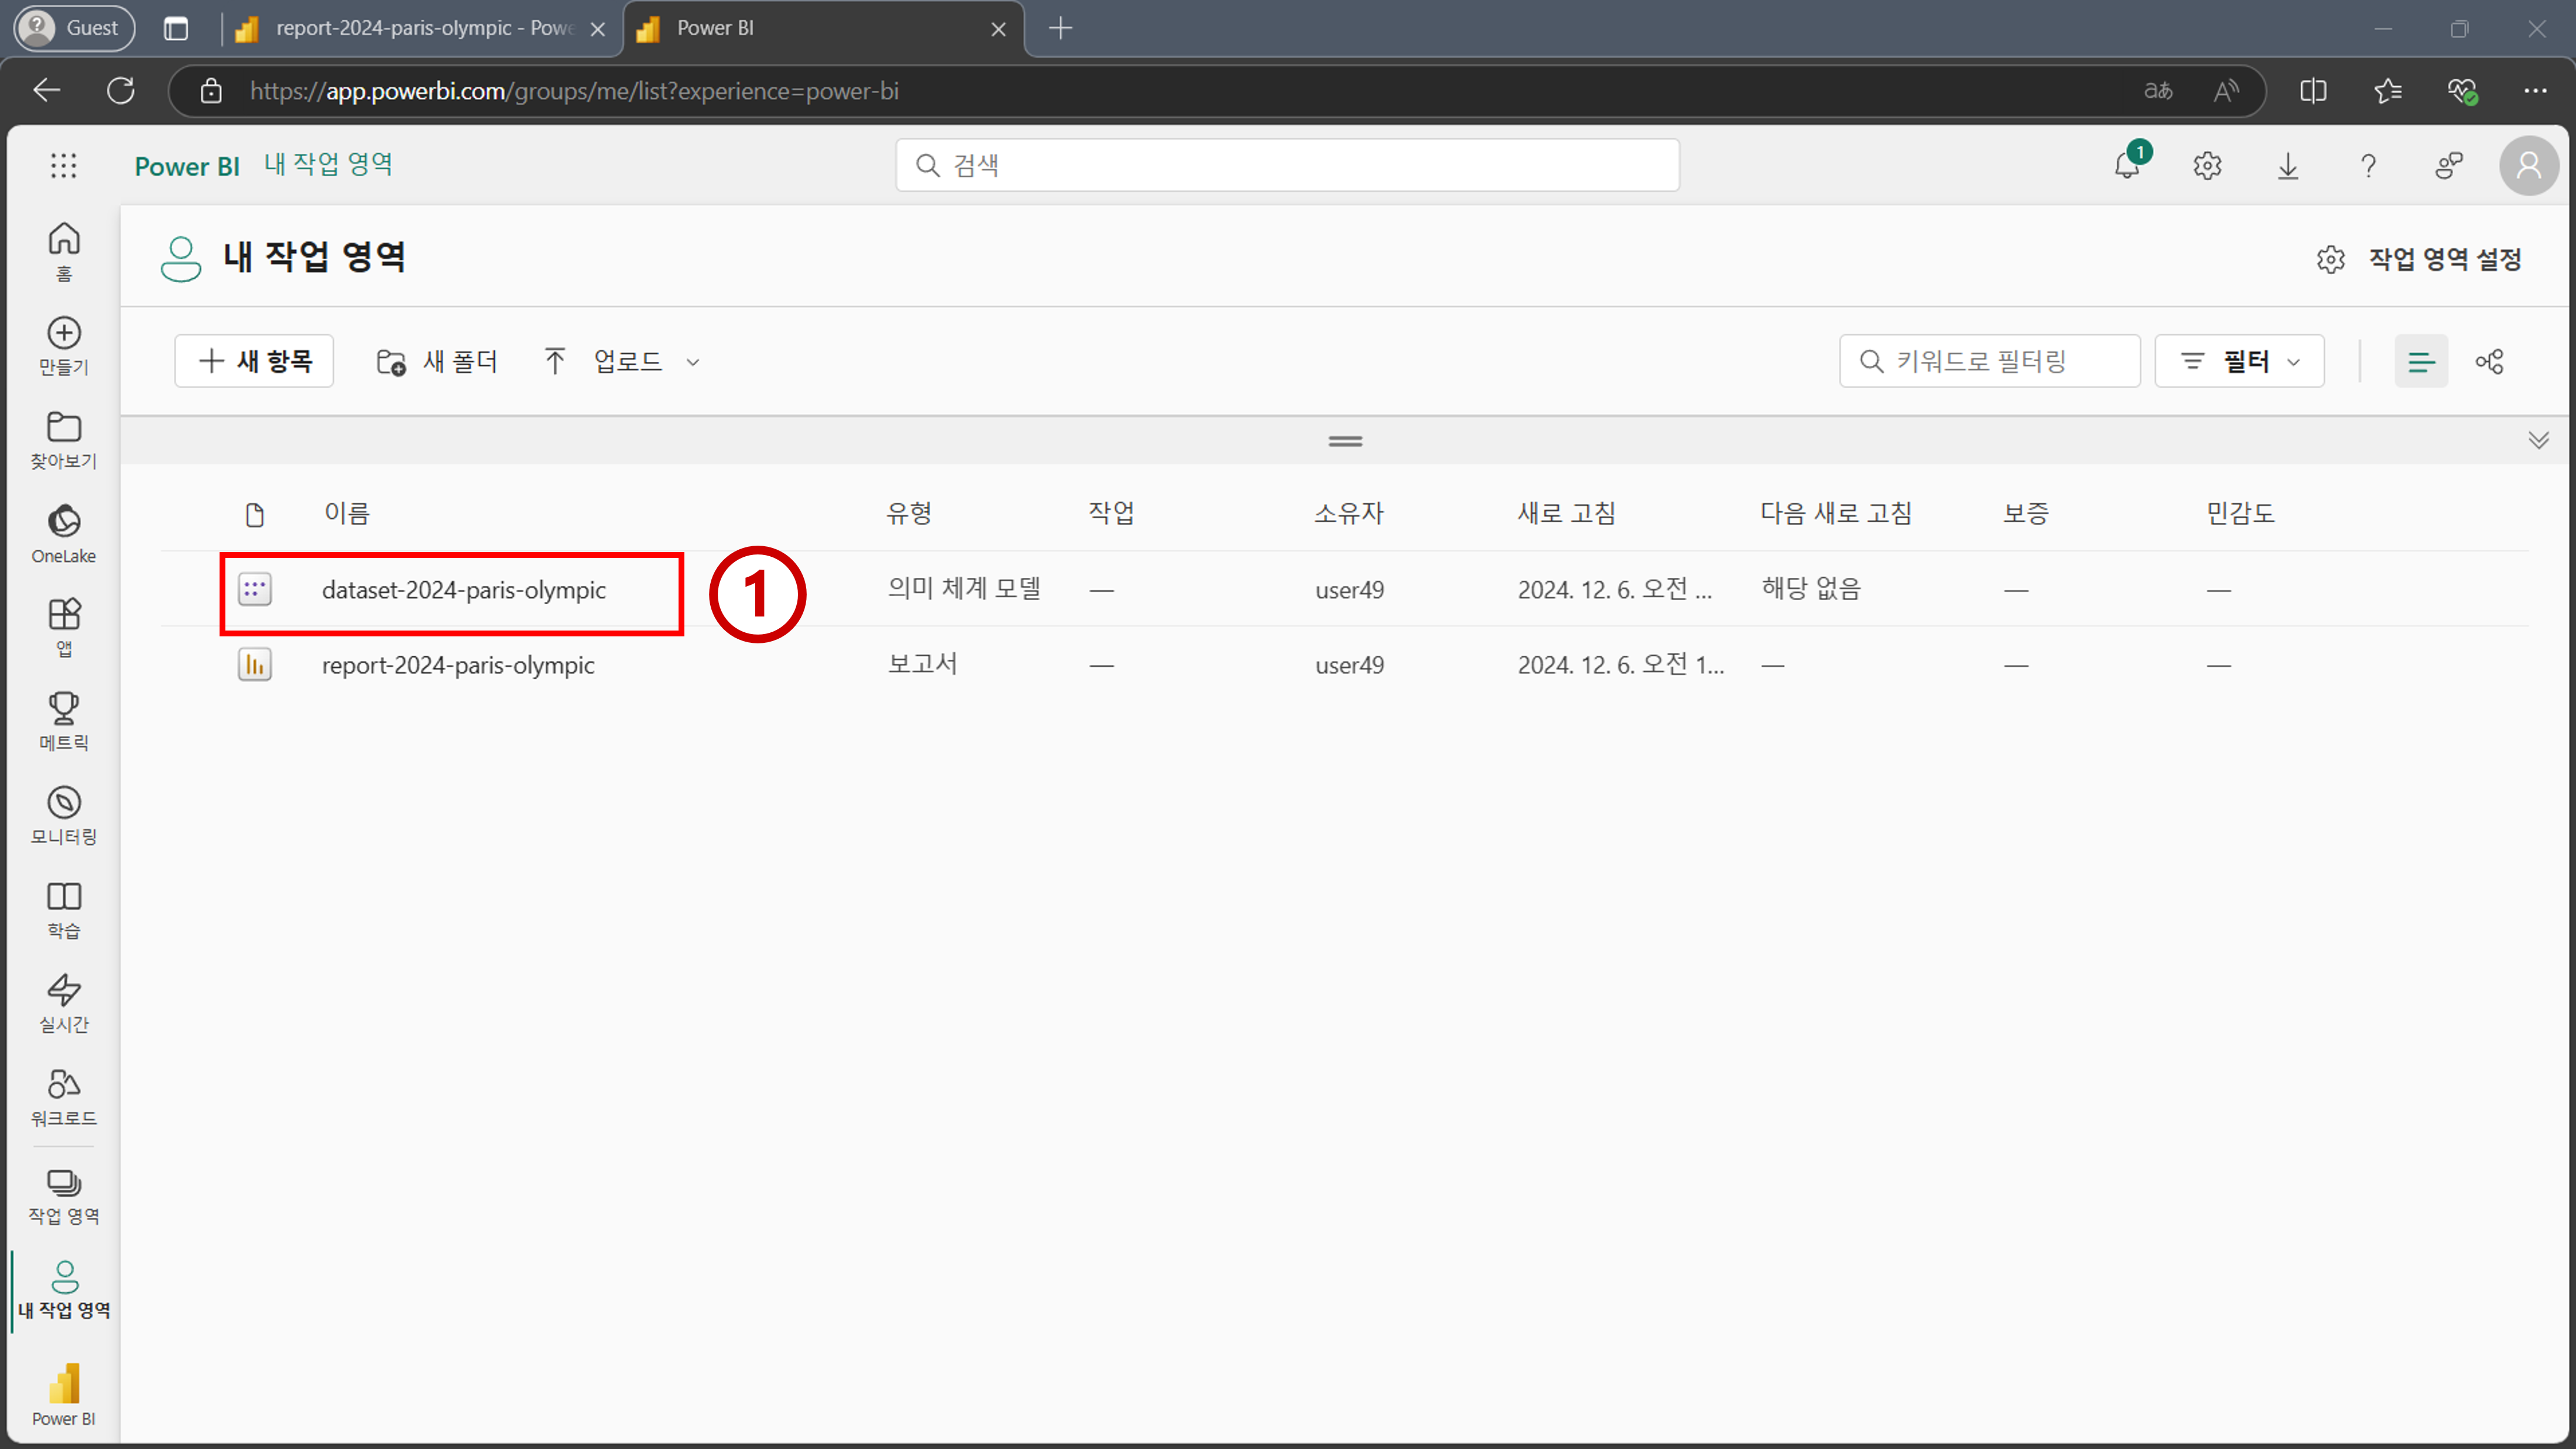 Guest
report-2024-paris-olympic - Powe
Power BI
https://app.powerbi.com/groups/me/list?experience=power-bi
aあ
A
Power BI 내 작업 영역
검색
1
?
내 작업 영역
작업 영역 설정
새 항목
새 폴더
업로드
키워드로 필터링
필터
홈
만들기
찾아보기
OneLake
앱
메트릭
모니터링
학습
실시간
워크로드
작업 영역
내 작업 영역
Power BI
이름 유형 작업 소유자 새로 고침 다음 새로 고침 보증 민감도
dataset-2024-paris-olympic 의미 체계 모델 — user49 2024. 12. 6. 오전 ... 해당 없음 — —
1
report-2024-paris-olympic 보고서 — user49 2024. 12. 6. 오전 1... — — —